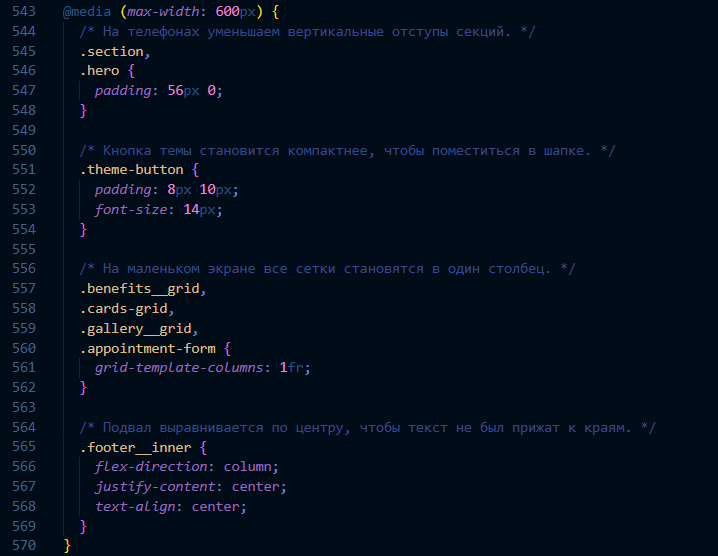 543 @media (max-width: 600px) {
544 /* На телефонах уменьшаем вертикальные отступы секций. */
545 .section,
546 .hero {
547 padding: 56px 0;
548 }
549
550 /* Кнопка темы становится компактнее, чтобы поместиться в шапке. */
551 .theme-button {
552 padding: 8px 10px;
553 font-size: 14px;
554 }
555
556 /* На маленьком экране все сетки становятся в один столбец. */
557 .benefits__grid,
558 .cards-grid,
559 .gallery__grid,
560 .appointment-form {
561 grid-template-columns: 1fr;
562 }
563
564 /* Подвал выравнивается по центру, чтобы текст не был прижат к краям. */
565 .footer__inner {
566 flex-direction: column;
567 justify-content: center;
568 text-align: center;
569 }
570 }